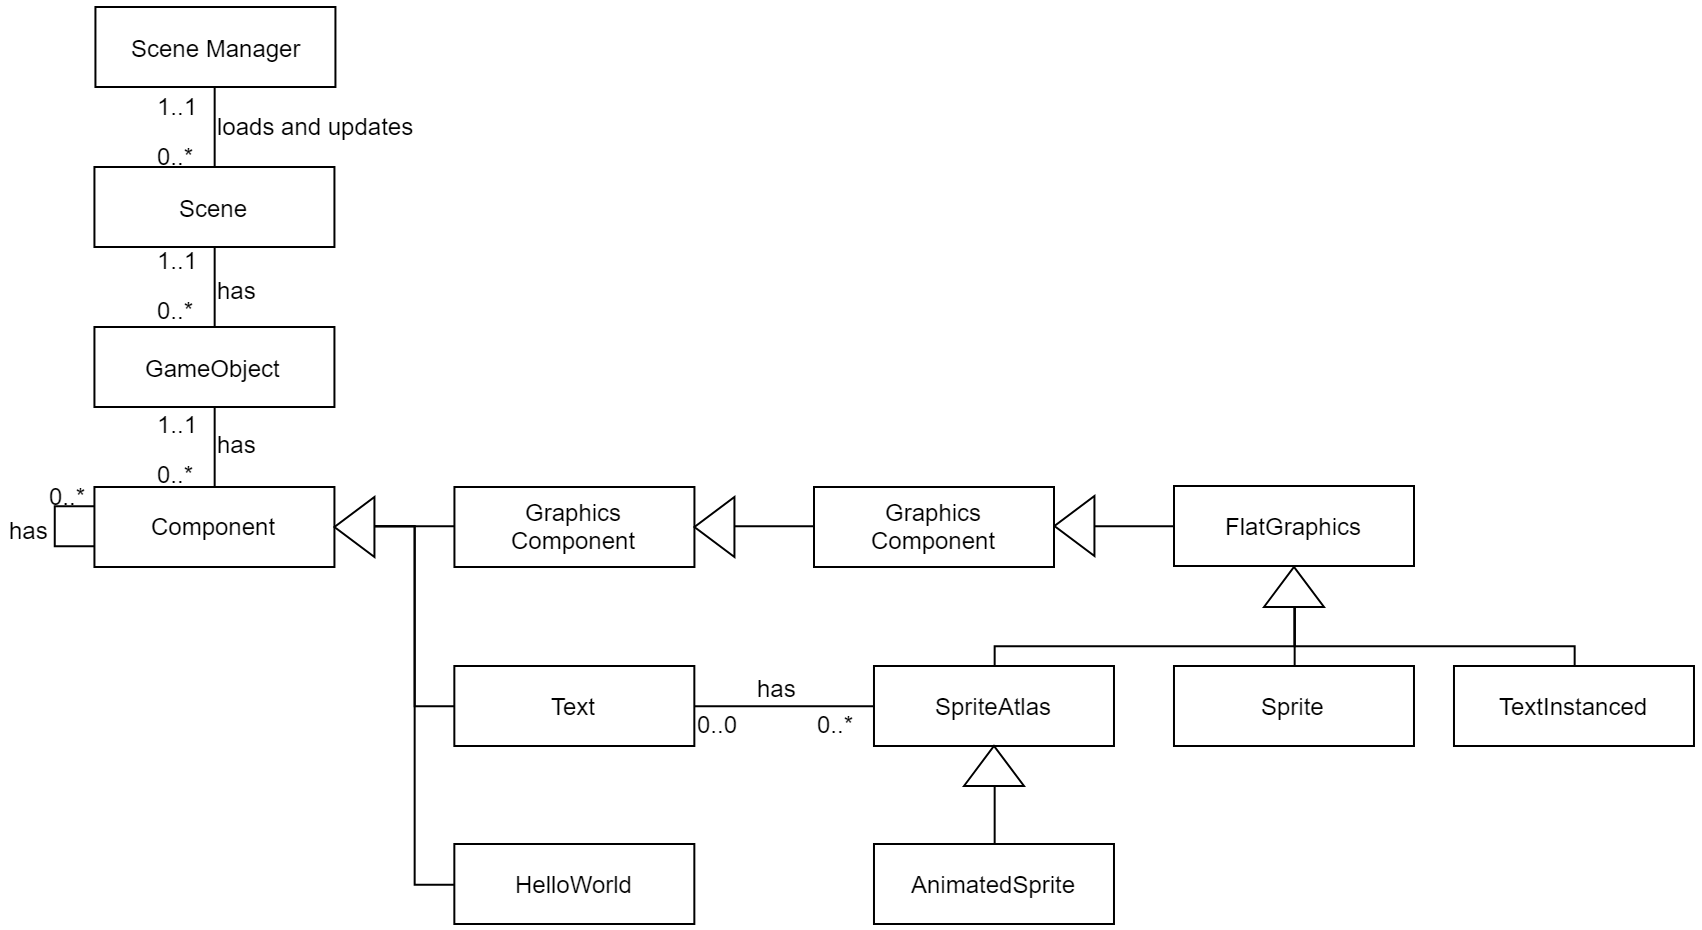 Scene Manager
1..1
loads and updates
0..*
Scene
1..1
has
0..*
GameObject
1..1
has
0..*
0..*
has
Component
Graphics
Component
Graphics
Component
FlatGraphics
Text
has
0..0
0..*
SpriteAtlas
Sprite
TextInstanced
HelloWorld
AnimatedSprite